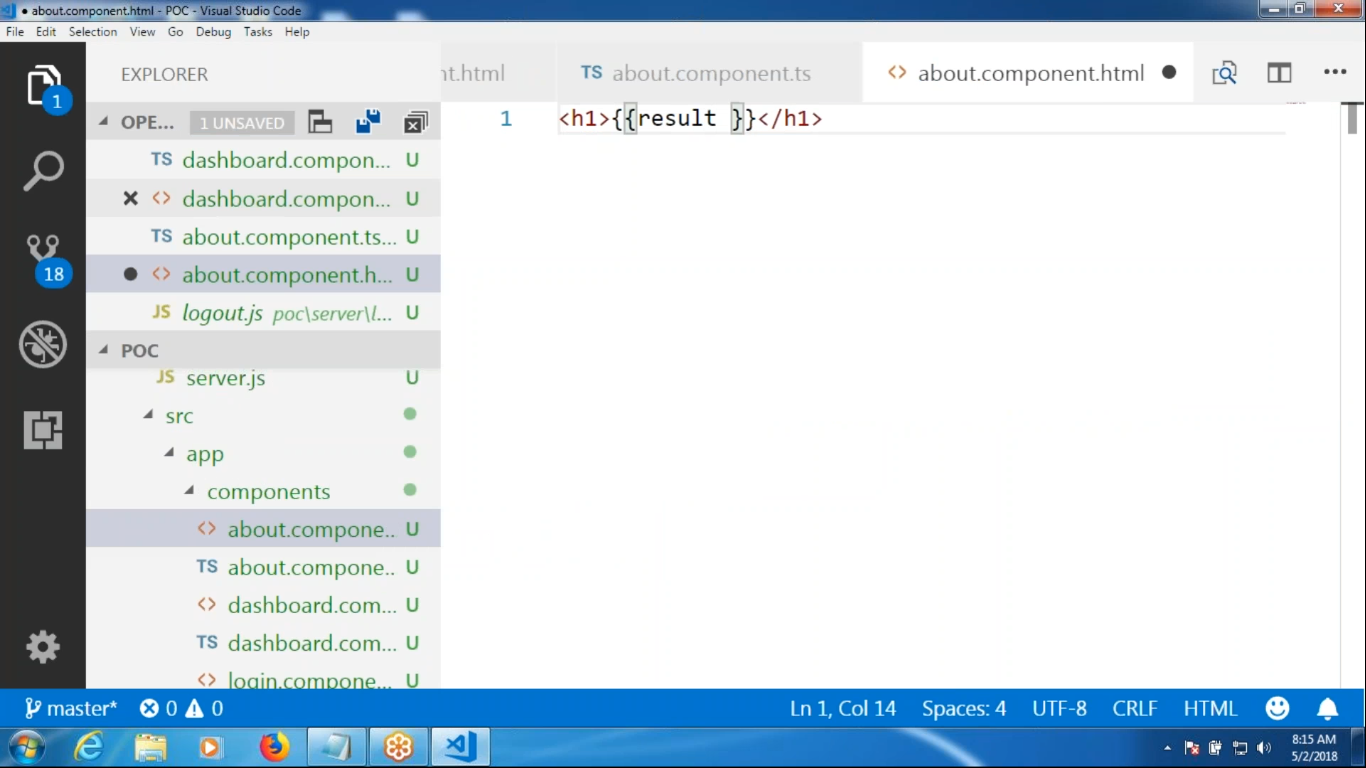 about.component.html - POC - Visual Studio Code
File Edit Selection View Go Debug Tasks Help
EXPLORER
nt.html
TS about.component.ts
<> about.component.html
1
OPE... 1 UNSAVED
TS dashboard.compon... U
<> dashboard.compon... U
TS about.component.ts... U
<> about.component.h... U
JS logout.js poc\server\l... U
POC
JS server.js U
src
app
components
<> about.compone.. U
TS about.compone.. U
<> dashboard.com... U
TS dashboard.com... U
<> login.compone... U
18
1 <h1>{{result }}</h1>
master* 0 0
Ln 1, Col 14 Spaces: 4 UTF-8 CRLF HTML
8:15 AM
5/2/2018